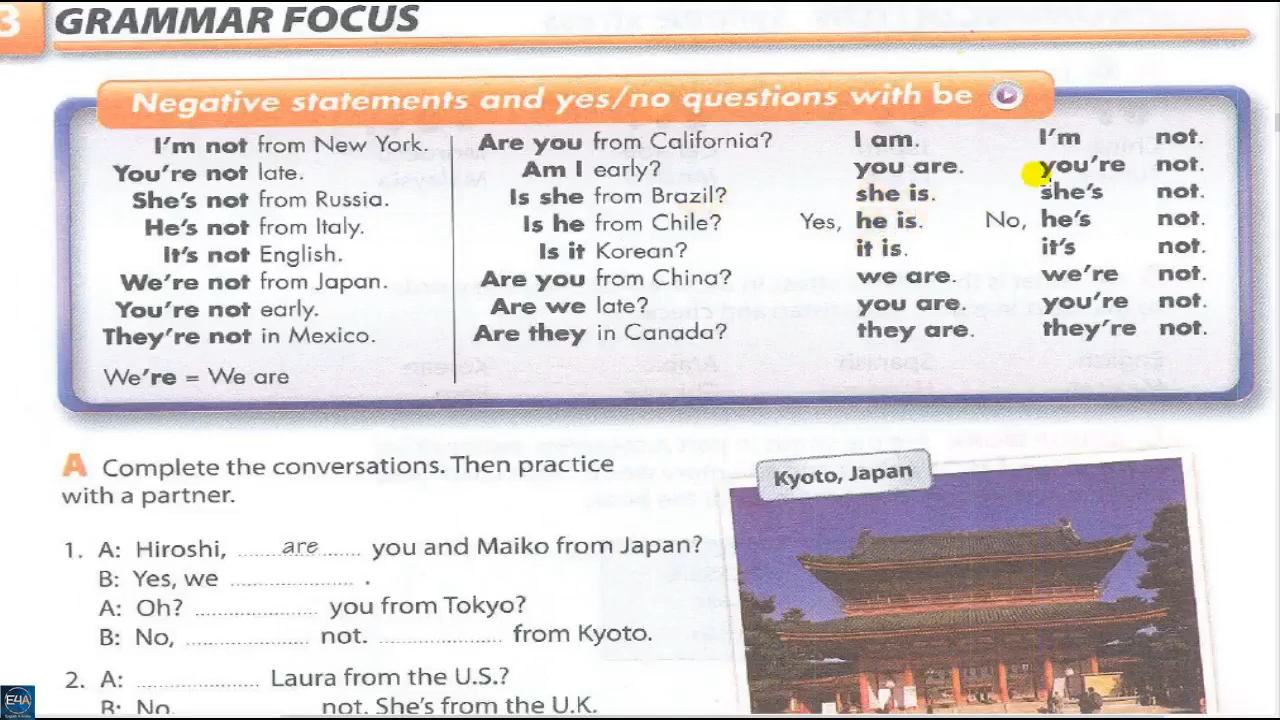 3 GRAMMAR FOCUS
Negative statements and yes/no questions with be
I'm not from New York.
You're not late.
She's not from Russia.
He's not from Italy.
It's not English.
We're not from Japan.
You're not early.
They're not in Mexico.
We're = We are
Are you from California? I am. I'm not.
Am I early? you are. you're not.
Is she from Brazil? she is. she's not.
Is he from Chile? Yes, he is. No, he's not.
Is it Korean? it is. it's not.
Are you from China? we are. we're not.
Are we late? you are. you're not.
Are they in Canada? they are. they're not.
A Complete the conversations. Then practice
with a partner.
1. A: Hiroshi, are you and Maiko from Japan?
B: Yes, we .............................. .
A: Oh? .............................. you from Tokyo?
B: No, .............................. not. .............................. from Kyoto.
2. A: .............................. Laura from the U.S.?
B: No, .............................. not. She's from the U.K.
Kyoto, Japan
E4A